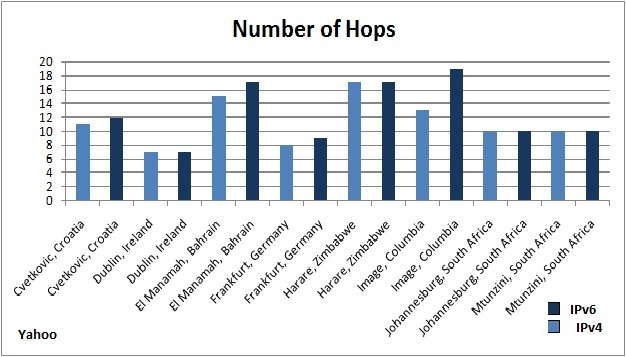 Number of Hops
20
18
16
14
12
10
8
6
4
2
0
Cvetkovic, Croatia
Cvetkovic, Croatia
Dublin, Ireland
Dublin, Ireland
El Manamah, Bahrain
El Manamah, Bahrain
Frankfurt, Germany
Frankfurt, Germany
Harare, Zimbabwe
Harare, Zimbabwe
Image, Columbia
Image, Columbia
Johannesburg, South Africa
Johannesburg, South Africa
Mtunzini, South Africa
Mtunzini, South Africa
IPv6
IPv4
Yahoo